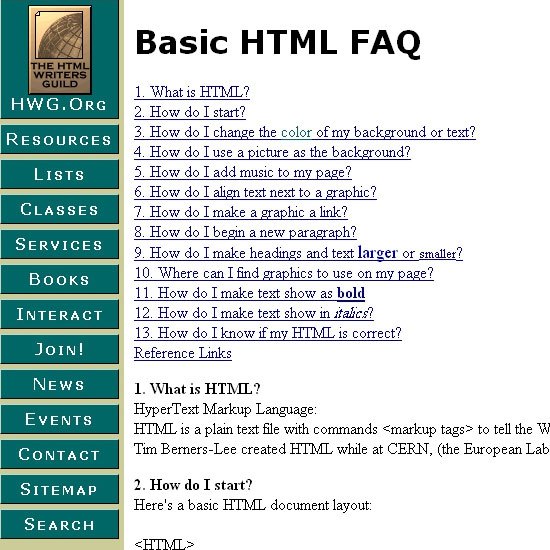 THE HTML
WRITERS
GUILD
HWG.ORG
RESOURCES
LISTS
CLASSES
SERVICES
BOOKS
INTERACT
JOIN!
NEWS
EVENTS
CONTACT
SITEMAP
SEARCH
Basic HTML FAQ
1. What is HTML?
2. How do I start?
3. How do I change the color of my background or text?
4. How do I use a picture as the background?
5. How do I add music to my page?
6. How do I align text next to a graphic?
7. How do I make a graphic a link?
8. How do I begin a new paragraph?
9. How do I make headings and text larger or smaller?
10. Where can I find graphics to use on my page?
11. How do I make text show as bold
12. How do I make text show in italics?
13. How do I know if my HTML is correct?
Reference Links
1. What is HTML?
HyperText Markup Language:
HTML is a plain text file with commands <markup tags> to tell the W
Tim Berners-Lee created HTML while at CERN, (the European Lab
2. How do I start?
Here's a basic HTML document layout:
<HTML>